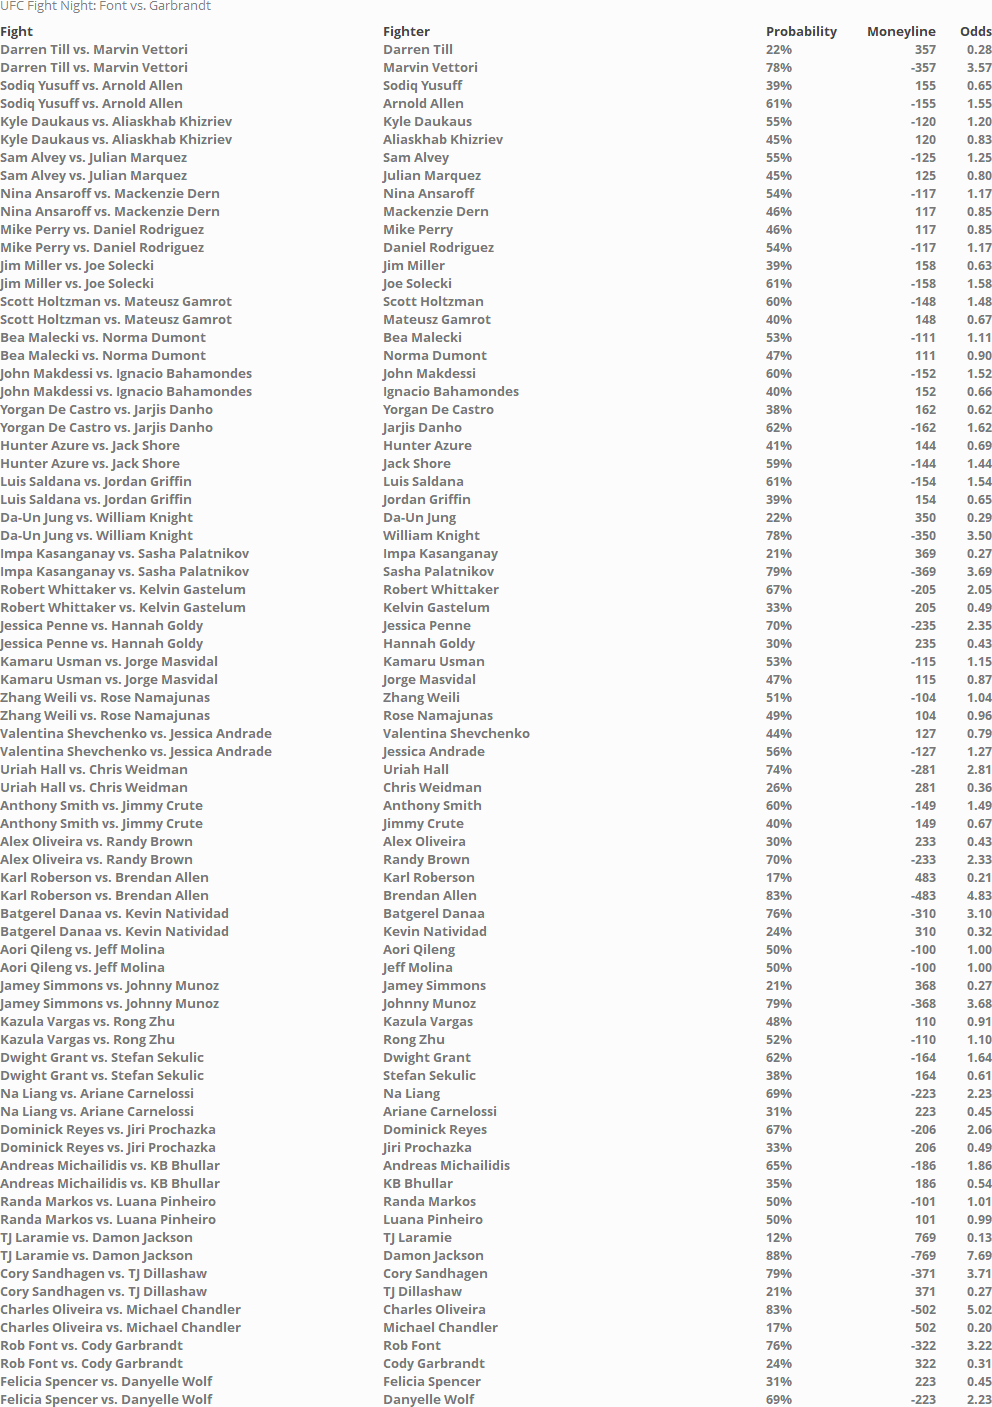 UFC Fight Night: Font vs. Garbrandt
Fight Fighter Probability Moneyline Odds
Darren Till vs. Marvin Vettori Darren Till 22% 357 0.28
Darren Till vs. Marvin Vettori Marvin Vettori 78% -357 3.57
Sodiq Yusuff vs. Arnold Allen Sodiq Yusuff 39% 155 0.65
Sodiq Yusuff vs. Arnold Allen Arnold Allen 61% -155 1.55
Kyle Daukaus vs. Aliaskhab Khizriev Kyle Daukaus 55% -120 1.20
Kyle Daukaus vs. Aliaskhab Khizriev Aliaskhab Khizriev 45% 120 0.83
Sam Alvey vs. Julian Marquez Sam Alvey 55% -125 1.25
Sam Alvey vs. Julian Marquez Julian Marquez 45% 125 0.80
Nina Ansaroff vs. Mackenzie Dern Nina Ansaroff 54% -117 1.17
Nina Ansaroff vs. Mackenzie Dern Mackenzie Dern 46% 117 0.85
Mike Perry vs. Daniel Rodriguez Mike Perry 46% 117 0.85
Mike Perry vs. Daniel Rodriguez Daniel Rodriguez 54% -117 1.17
Jim Miller vs. Joe Solecki Jim Miller 39% 158 0.63
Jim Miller vs. Joe Solecki Joe Solecki 61% -158 1.58
Scott Holtzman vs. Mateusz Gamrot Scott Holtzman 60% -148 1.48
Scott Holtzman vs. Mateusz Gamrot Mateusz Gamrot 40% 148 0.67
Bea Malecki vs. Norma Dumont Bea Malecki 53% -111 1.11
Bea Malecki vs. Norma Dumont Norma Dumont 47% 111 0.90
John Makdessi vs. Ignacio Bahamondes John Makdessi 60% -152 1.52
John Makdessi vs. Ignacio Bahamondes Ignacio Bahamondes 40% 152 0.66
Yorgan De Castro vs. Jarjis Danho Yorgan De Castro 38% 162 0.62
Yorgan De Castro vs. Jarjis Danho Jarjis Danho 62% -162 1.62
Hunter Azure vs. Jack Shore Hunter Azure 41% 144 0.69
Hunter Azure vs. Jack Shore Jack Shore 59% -144 1.44
Luis Saldana vs. Jordan Griffin Luis Saldana 61% -154 1.54
Luis Saldana vs. Jordan Griffin Jordan Griffin 39% 154 0.65
Da-Un Jung vs. William Knight Da-Un Jung 22% 350 0.29
Da-Un Jung vs. William Knight William Knight 78% -350 3.50
Impa Kasanganay vs. Sasha Palatnikov Impa Kasanganay 21% 369 0.27
Impa Kasanganay vs. Sasha Palatnikov Sasha Palatnikov 79% -369 3.69
Robert Whittaker vs. Kelvin Gastelum Robert Whittaker 67% -205 2.05
Robert Whittaker vs. Kelvin Gastelum Kelvin Gastelum 33% 205 0.49
Jessica Penne vs. Hannah Goldy Jessica Penne 70% -235 2.35
Jessica Penne vs. Hannah Goldy Hannah Goldy 30% 235 0.43
Kamaru Usman vs. Jorge Masvidal Kamaru Usman 53% -115 1.15
Kamaru Usman vs. Jorge Masvidal Jorge Masvidal 47% 115 0.87
Zhang Weili vs. Rose Namajunas Zhang Weili 51% -104 1.04
Zhang Weili vs. Rose Namajunas Rose Namajunas 49% 104 0.96
Valentina Shevchenko vs. Jessica Andrade Valentina Shevchenko 44% 127 0.79
Valentina Shevchenko vs. Jessica Andrade Jessica Andrade 56% -127 1.27
Uriah Hall vs. Chris Weidman Uriah Hall 74% -281 2.81
Uriah Hall vs. Chris Weidman Chris Weidman 26% 281 0.36
Anthony Smith vs. Jimmy Crute Anthony Smith 60% -149 1.49
Anthony Smith vs. Jimmy Crute Jimmy Crute 40% 149 0.67
Alex Oliveira vs. Randy Brown Alex Oliveira 30% 233 0.43
Alex Oliveira vs. Randy Brown Randy Brown 70% -233 2.33
Karl Roberson vs. Brendan Allen Karl Roberson 17% 483 0.21
Karl Roberson vs. Brendan Allen Brendan Allen 83% -483 4.83
Batgerel Danaa vs. Kevin Natividad Batgerel Danaa 76% -310 3.10
Batgerel Danaa vs. Kevin Natividad Kevin Natividad 24% 310 0.32
Aori Qileng vs. Jeff Molina Aori Qileng 50% -100 1.00
Aori Qileng vs. Jeff Molina Jeff Molina 50% -100 1.00
Jamey Simmons vs. Johnny Munoz Jamey Simmons 21% 368 0.27
Jamey Simmons vs. Johnny Munoz Johnny Munoz 79% -368 3.68
Kazula Vargas vs. Rong Zhu Kazula Vargas 48% 110 0.91
Kazula Vargas vs. Rong Zhu Rong Zhu 52% -110 1.10
Dwight Grant vs. Stefan Sekulic Dwight Grant 62% -164 1.64
Dwight Grant vs. Stefan Sekulic Stefan Sekulic 38% 164 0.61
Na Liang vs. Ariane Carnelossi Na Liang 69% -223 2.23
Na Liang vs. Ariane Carnelossi Ariane Carnelossi 31% 223 0.45
Dominick Reyes vs. Jiri Prochazka Dominick Reyes 67% -206 2.06
Dominick Reyes vs. Jiri Prochazka Jiri Prochazka 33% 206 0.49
Andreas Michailidis vs. KB Bhullar Andreas Michailidis 65% -186 1.86
Andreas Michailidis vs. KB Bhullar KB Bhullar 35% 186 0.54
Randa Markos vs. Luana Pinheiro Randa Markos 50% -101 1.01
Randa Markos vs. Luana Pinheiro Luana Pinheiro 50% 101 0.99
TJ Laramie vs. Damon Jackson TJ Laramie 12% 769 0.13
TJ Laramie vs. Damon Jackson Damon Jackson 88% -769 7.69
Cory Sandhagen vs. TJ Dillashaw Cory Sandhagen 79% -371 3.71
Cory Sandhagen vs. TJ Dillashaw TJ Dillashaw 21% 371 0.27
Charles Oliveira vs. Michael Chandler Charles Oliveira 83% -502 5.02
Charles Oliveira vs. Michael Chandler Michael Chandler 17% 502 0.20
Rob Font vs. Cody Garbrandt Rob Font 76% -322 3.22
Rob Font vs. Cody Garbrandt Cody Garbrandt 24% 322 0.31
Felicia Spencer vs. Danyelle Wolf Felicia Spencer 31% 223 0.45
Felicia Spencer vs. Danyelle Wolf Danyelle Wolf 69% -223 2.23